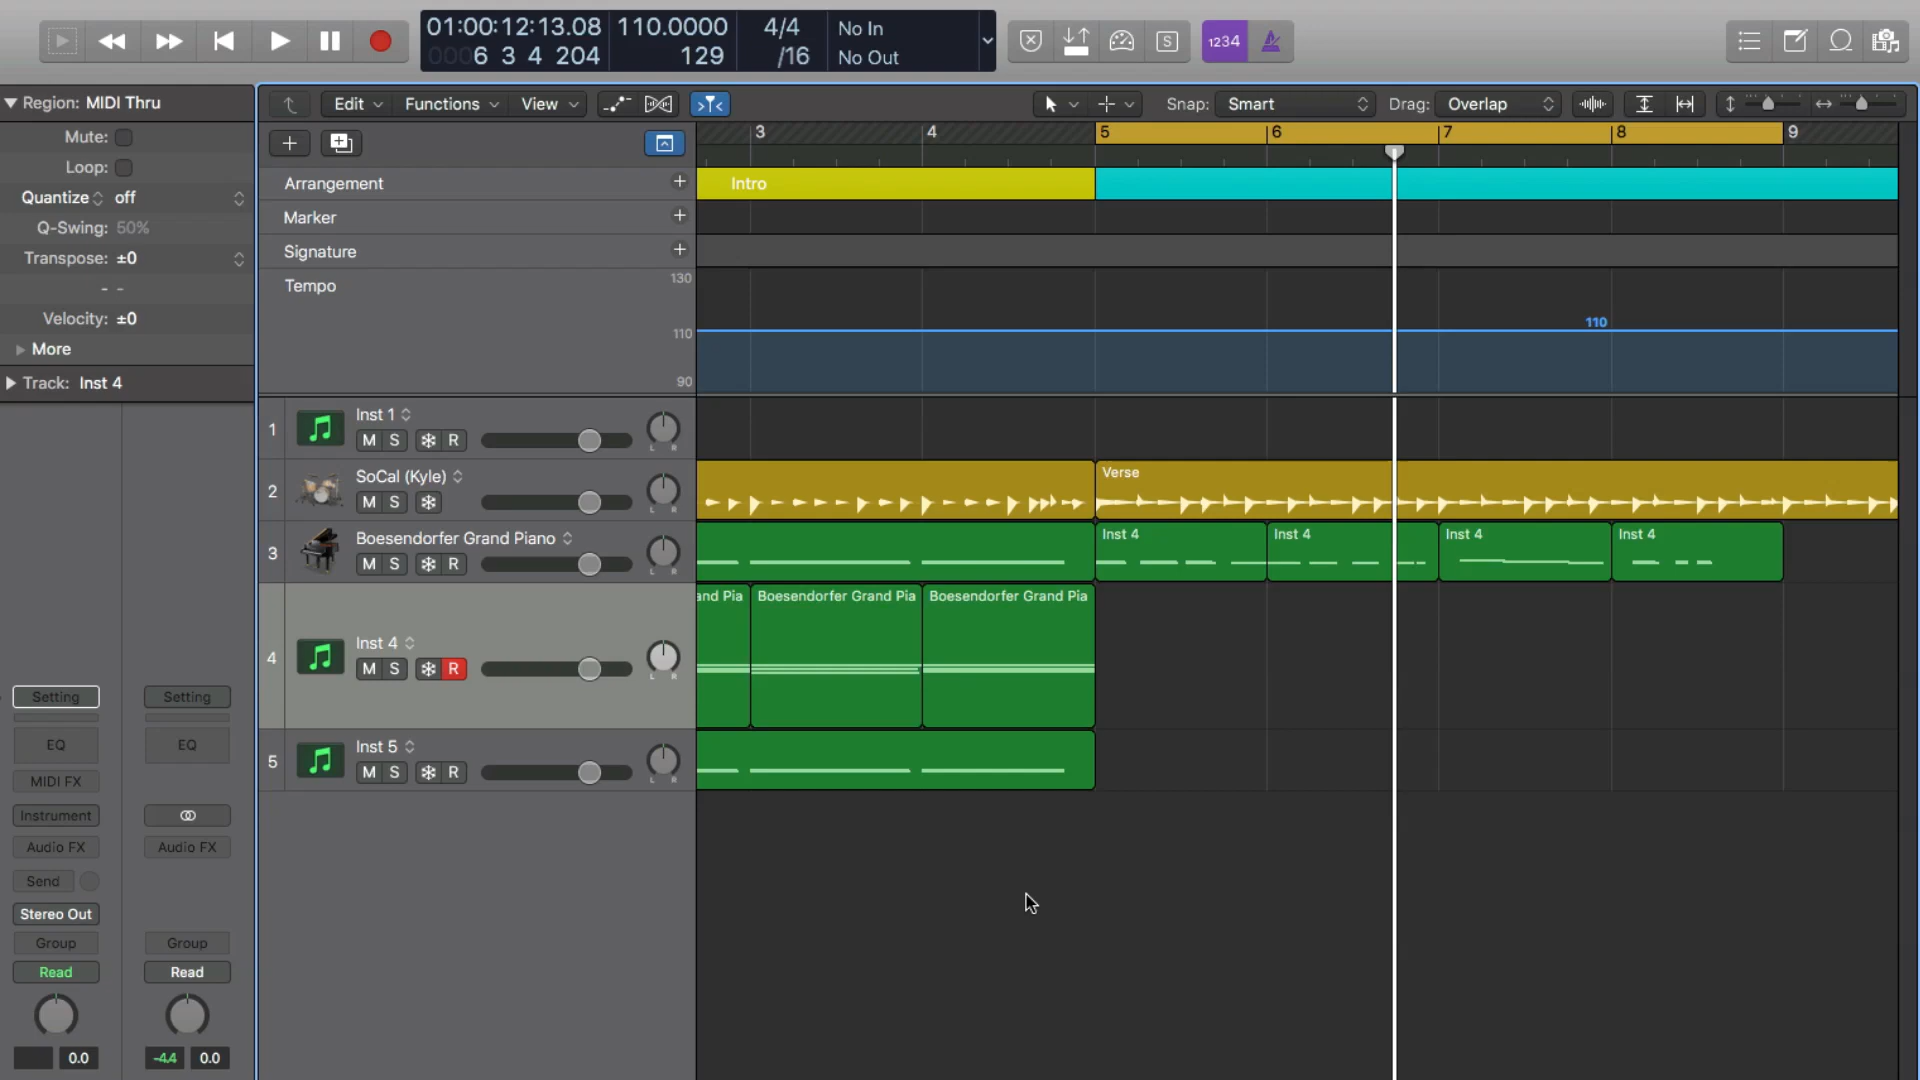 01:00:12:13.08 110.0000 4/4 No In
0006 3 4 204 129 /16 No Out
S 1234
Region: MIDI Thru
Mute:
Loop:
Quantize off
Q-Swing: 50%
Transpose: ±0
- -
Velocity: ±0
More
Track: Inst 4
Setting Setting
EQ EQ
MIDI FX
Instrument
Audio FX Audio FX
Send
Stereo Out
Group Group
Read Read
0.0 -4.4 0.0
Edit Functions View Snap: Smart Drag: Overlap
3 4 5 6 7 8 9
Arrangement
Intro
Marker
Signature
Tempo
130
110
90
110
1 Inst 1
M S R
L R
2 SoCal (Kyle)
M S
L R
Verse
3 Boesendorfer Grand Piano
M S R
L R
Inst 4 Inst 4 Inst 4 Inst 4
4 Inst 4
M S R
L R
and Pia Boesendorfer Grand Pia Boesendorfer Grand Pia
5 Inst 5
M S R
L R